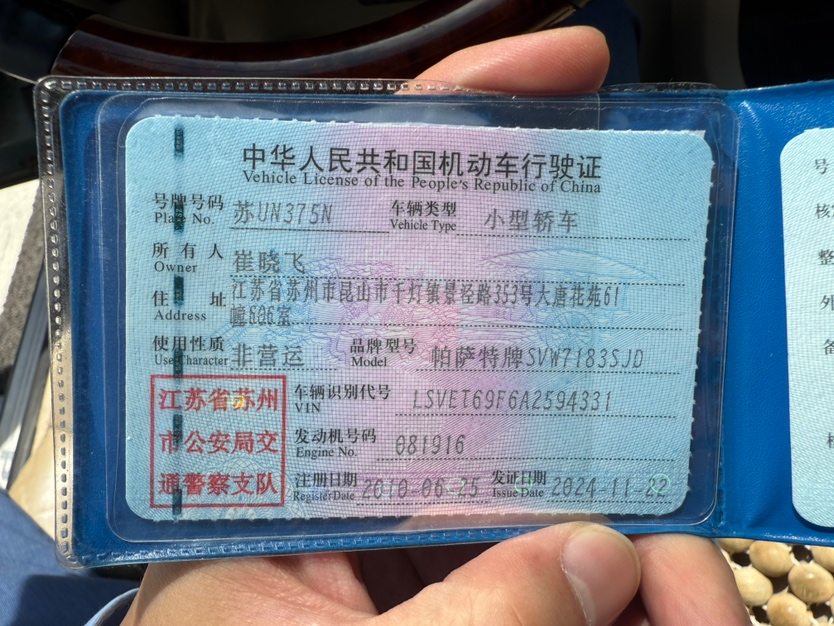 中华人民共和国机动车行驶证
Vehicle License of the People's Republic of China
号牌号码 苏UN375N 车辆类型 小型轿车
Plate No. Vehicle Type
所有人 崔晓飞
Owner
住址 江苏省苏州市昆山市千灯镇景径路353号大唐花苑61
Address 幢606室
使用性质 非营运 品牌型号 帕萨特牌SVW7183SJD
Use Character Model
江苏省苏州
市公安局交
通警察支队
车辆识别代号 LSVET69F6A2594331
VIN
发动机号码 081916
Engine No.
注册日期 2010-06-25 发证日期 2024-11-22
Register Date Issue Date
号
核
整
外
备